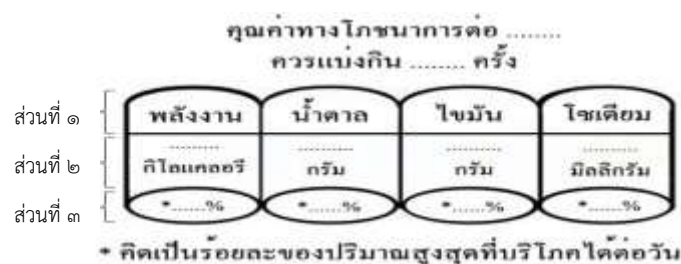 คุณค่าทางโภชนาการต่อ ........
ควรแบ่งกิน ........ ครั้ง
ส่วนที่ ๑ พลังงาน น้ำตาล ไขมัน โซเดียม
ส่วนที่ ๒ ......... ......... ......... .........
กิโลแคลอรี กรัม กรัม มิลลิกรัม
ส่วนที่ ๓ *......% *......% *......% *......%
* คิดเป็นร้อยละของปริมาณสูงสุดที่บริโภคได้ต่อวัน